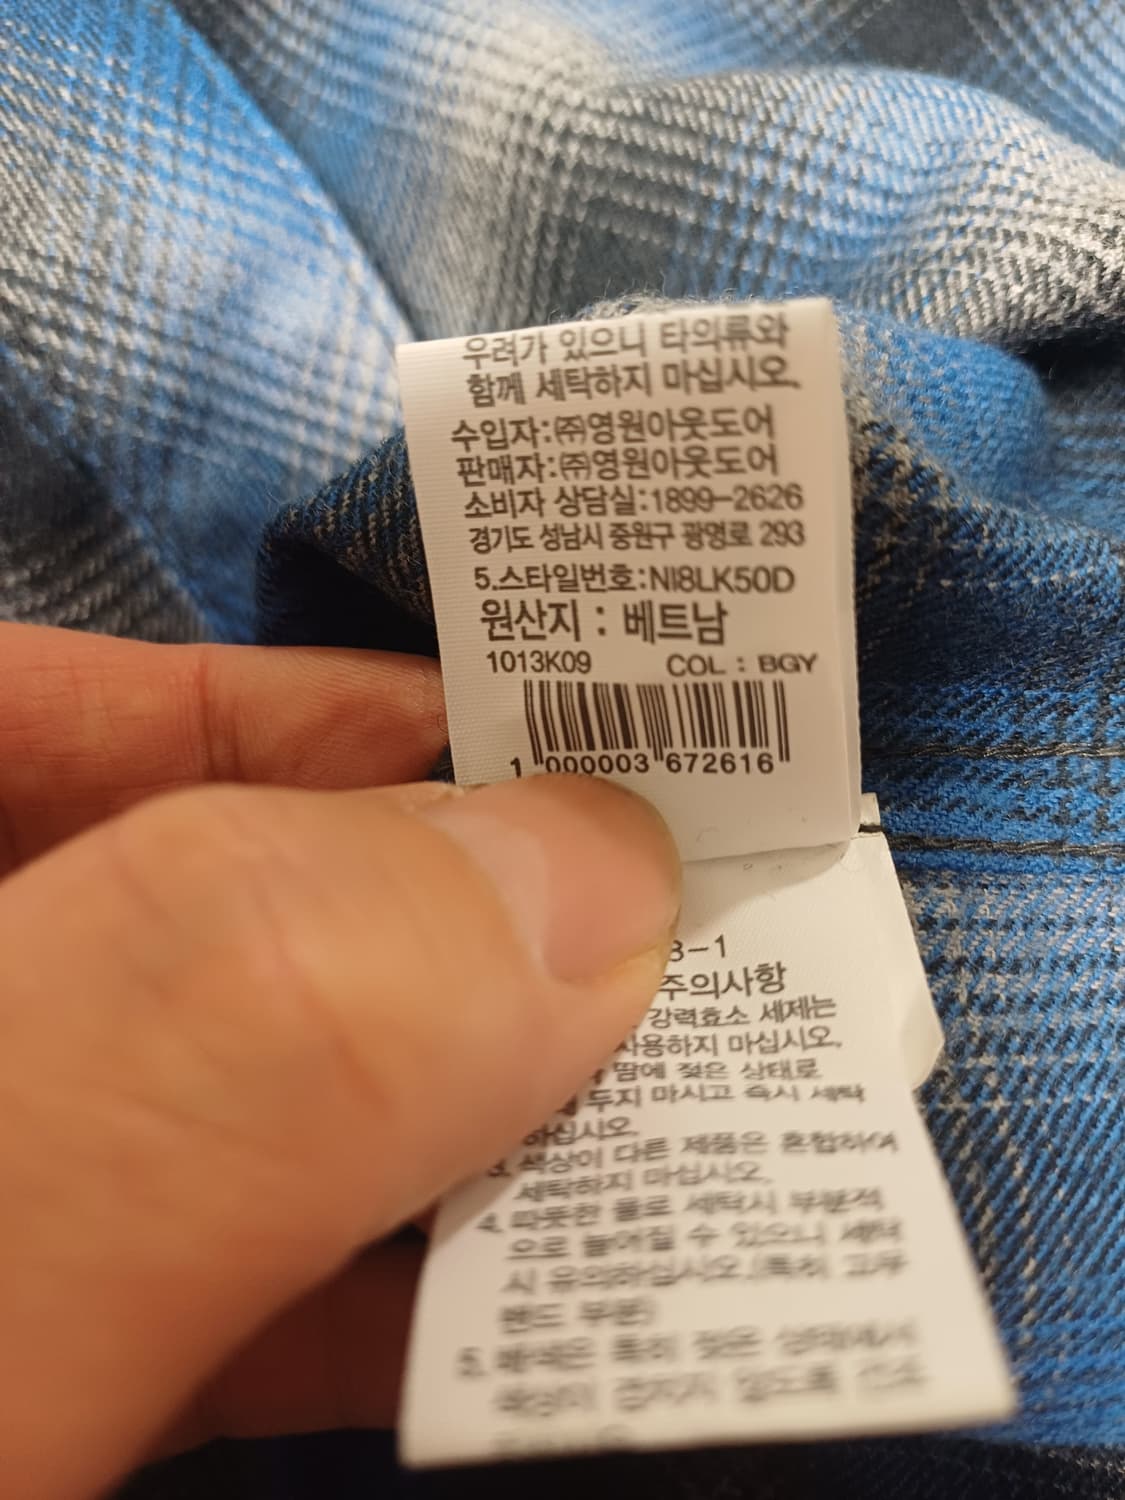 우려가 있으니 타의류와
함께 세탁하지 마십시오.
수입자:㈜영원아웃도어
판매자:㈜영원아웃도어
소비자 상담실:1899-2626
경기도 성남시 중원구 광명로 293
5.스타일번호:NI8LK50D
원산지 : 베트남
1013K09 COL : BGY
1 000003 672616
-1
주의사항
강력효소 세제는
사용하지 마십시오.
땀에 젖은 상태로
두지 마시고 즉시 세탁
하십시오.
3. 색상이 다른 제품은 혼합하여
세탁하지 마십시오.
4. 따뜻한 물로 세탁시 부분적
으로 늘어질 수 있으니 세탁
시 유의하십시오.(특히 고무
밴드 부분)
5. 특히 젖은 상태에서